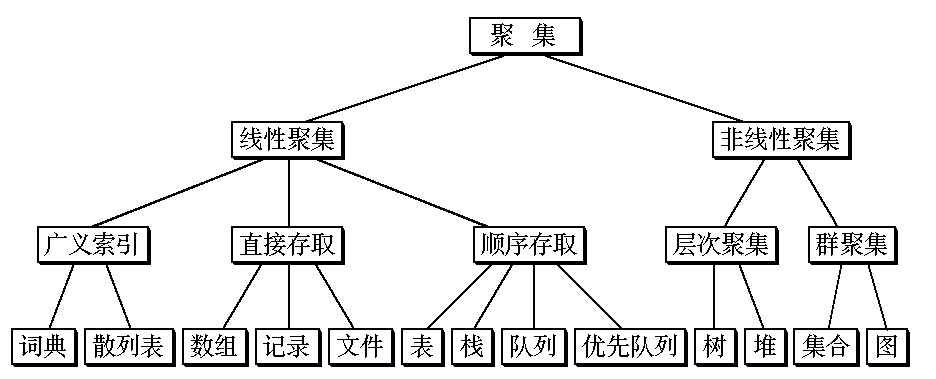 聚 集
线性聚集
非线性聚集
广义索引
直接存取
顺序存取
层次聚集
群聚集
词典
散列表
数组
记录
文件
表
栈
队列
优先队列
树
堆
集合
图